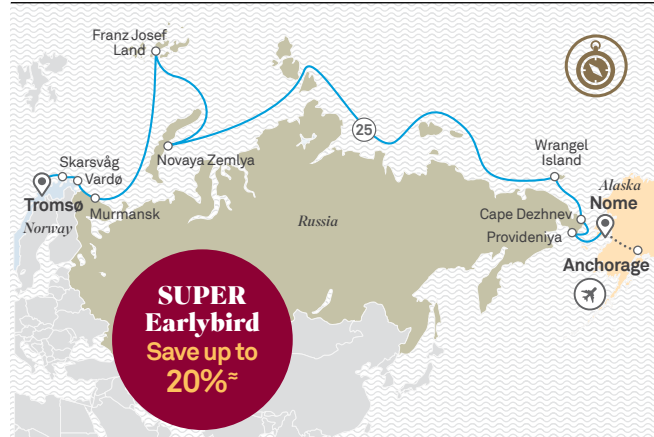 Franz Josef
Land
25
Novaya Zemlya
Skarsvåg
Vardø
Tromsø
Norway
Murmansk
Russia
Wrangel
Island
Alaska
Nome
Cape Dezhnev
Provideniya
Anchorage
SUPER
Earlybird
Save up to
20%≈